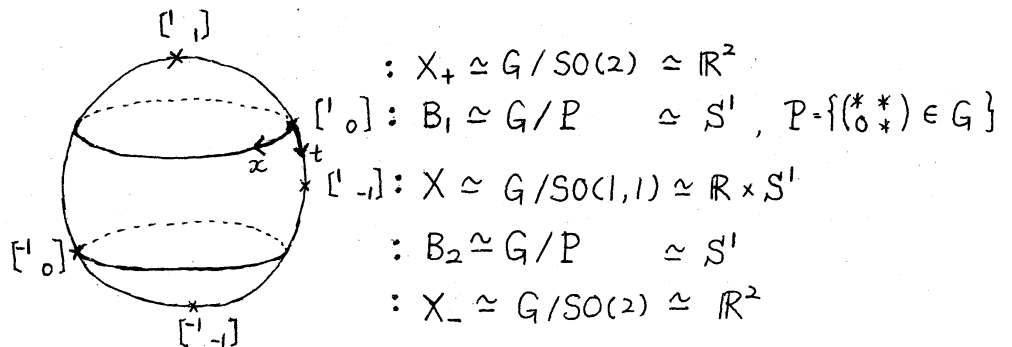 [¹ ₁]
: X₊ ≃ G/SO(2) ≃ ℝ²
[¹ ₀] : B₁ ≃ G/P ≃ S¹ , P = {(* * / 0 *) ∈ G}
x t
[¹ ₋₁] : X ≃ G/SO(1,1) ≃ ℝ × S¹
[⁻¹ ₀] : B₂ ≃ G/P ≃ S¹
: X₋ ≃ G/SO(2) ≃ ℝ²
[⁻¹ ₋₁]